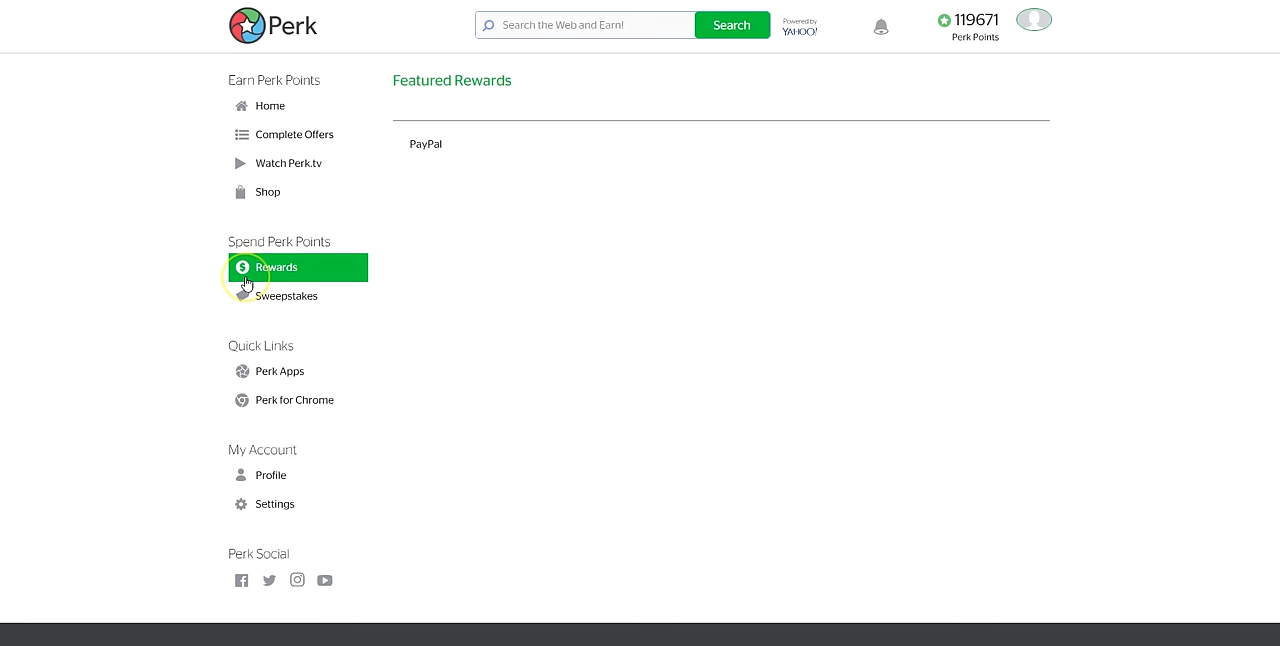 Perk
Search the Web and Earn!
Search
Powered by
YAHOO!
119671
Perk Points
Earn Perk Points
Home
Complete Offers
Watch Perk.tv
Shop
Spend Perk Points
Rewards
Sweepstakes
Quick Links
Perk Apps
Perk for Chrome
My Account
Profile
Settings
Perk Social
Featured Rewards
PayPal